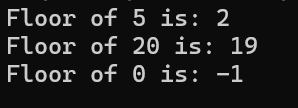 Floor of 5 is: 2
Floor of 20 is: 19
Floor of 0 is: -1